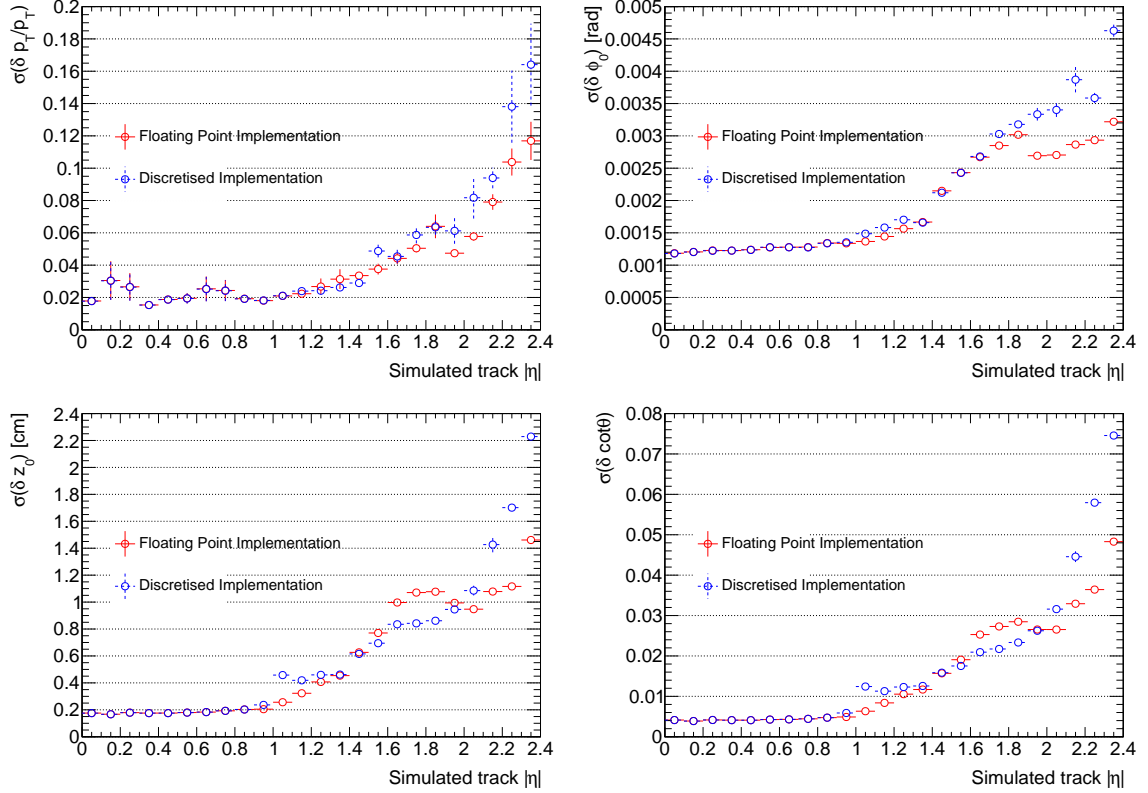 σ(δ p_T/p_T)
0.2
0.18
0.16
0.14
0.12
0.1
0.08
0.06
0.04
0.02
0
Floating Point Implementation
Discretised Implementation
0 0.2 0.4 0.6 0.8 1 1.2 1.4 1.6 1.8 2 2.2 2.4
Simulated track |η|
σ(δ ϕ_0) [rad]
0.005
0.0045
0.004
0.0035
0.003
0.0025
0.002
0.0015
0.001
0.0005
0
Floating Point Implementation
Discretised Implementation
0 0.2 0.4 0.6 0.8 1 1.2 1.4 1.6 1.8 2 2.2 2.4
Simulated track |η|
σ(δ z_0) [cm]
2.4
2.2
2
1.8
1.6
1.4
1.2
1
0.8
0.6
0.4
0.2
0
Floating Point Implementation
Discretised Implementation
0 0.2 0.4 0.6 0.8 1 1.2 1.4 1.6 1.8 2 2.2 2.4
Simulated track |η|
σ(δ cotθ)
0.08
0.07
0.06
0.05
0.04
0.03
0.02
0.01
0
Floating Point Implementation
Discretised Implementation
0 0.2 0.4 0.6 0.8 1 1.2 1.4 1.6 1.8 2 2.2 2.4
Simulated track |η|